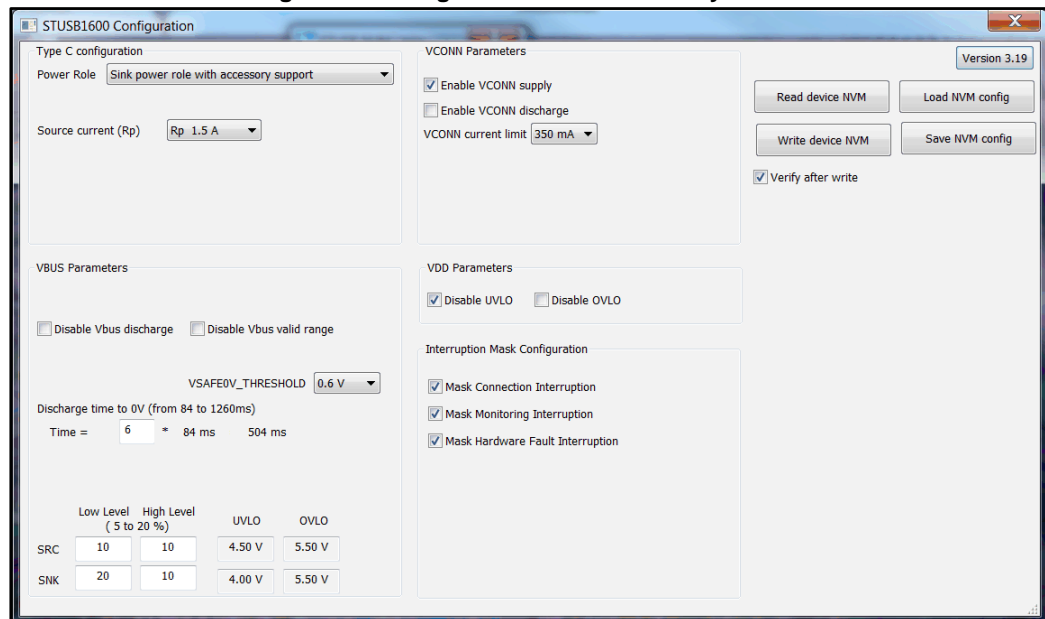 STUSB1600 Configuration
Type C configuration
Power Role Sink power role with accessory support
Source current (Rp) Rp 1.5 A
VCONN Parameters
Enable VCONN supply
Enable VCONN discharge
VCONN current limit 350 mA
Version 3.19
Read device NVM Load NVM config
Write device NVM Save NVM config
Verify after write
VBUS Parameters
Disable Vbus discharge Disable Vbus valid range
VSAFE0V_THRESHOLD 0.6 V
Discharge time to 0V (from 84 to 1260ms)
Time = 6 * 84 ms 504 ms
Low Level High Level
( 5 to 20 %) UVLO OVLO
SRC 10 10 4.50 V 5.50 V
SNK 20 10 4.00 V 5.50 V
VDD Parameters
Disable UVLO Disable OVLO
Interruption Mask Configuration
Mask Connection Interruption
Mask Monitoring Interruption
Mask Hardware Fault Interruption